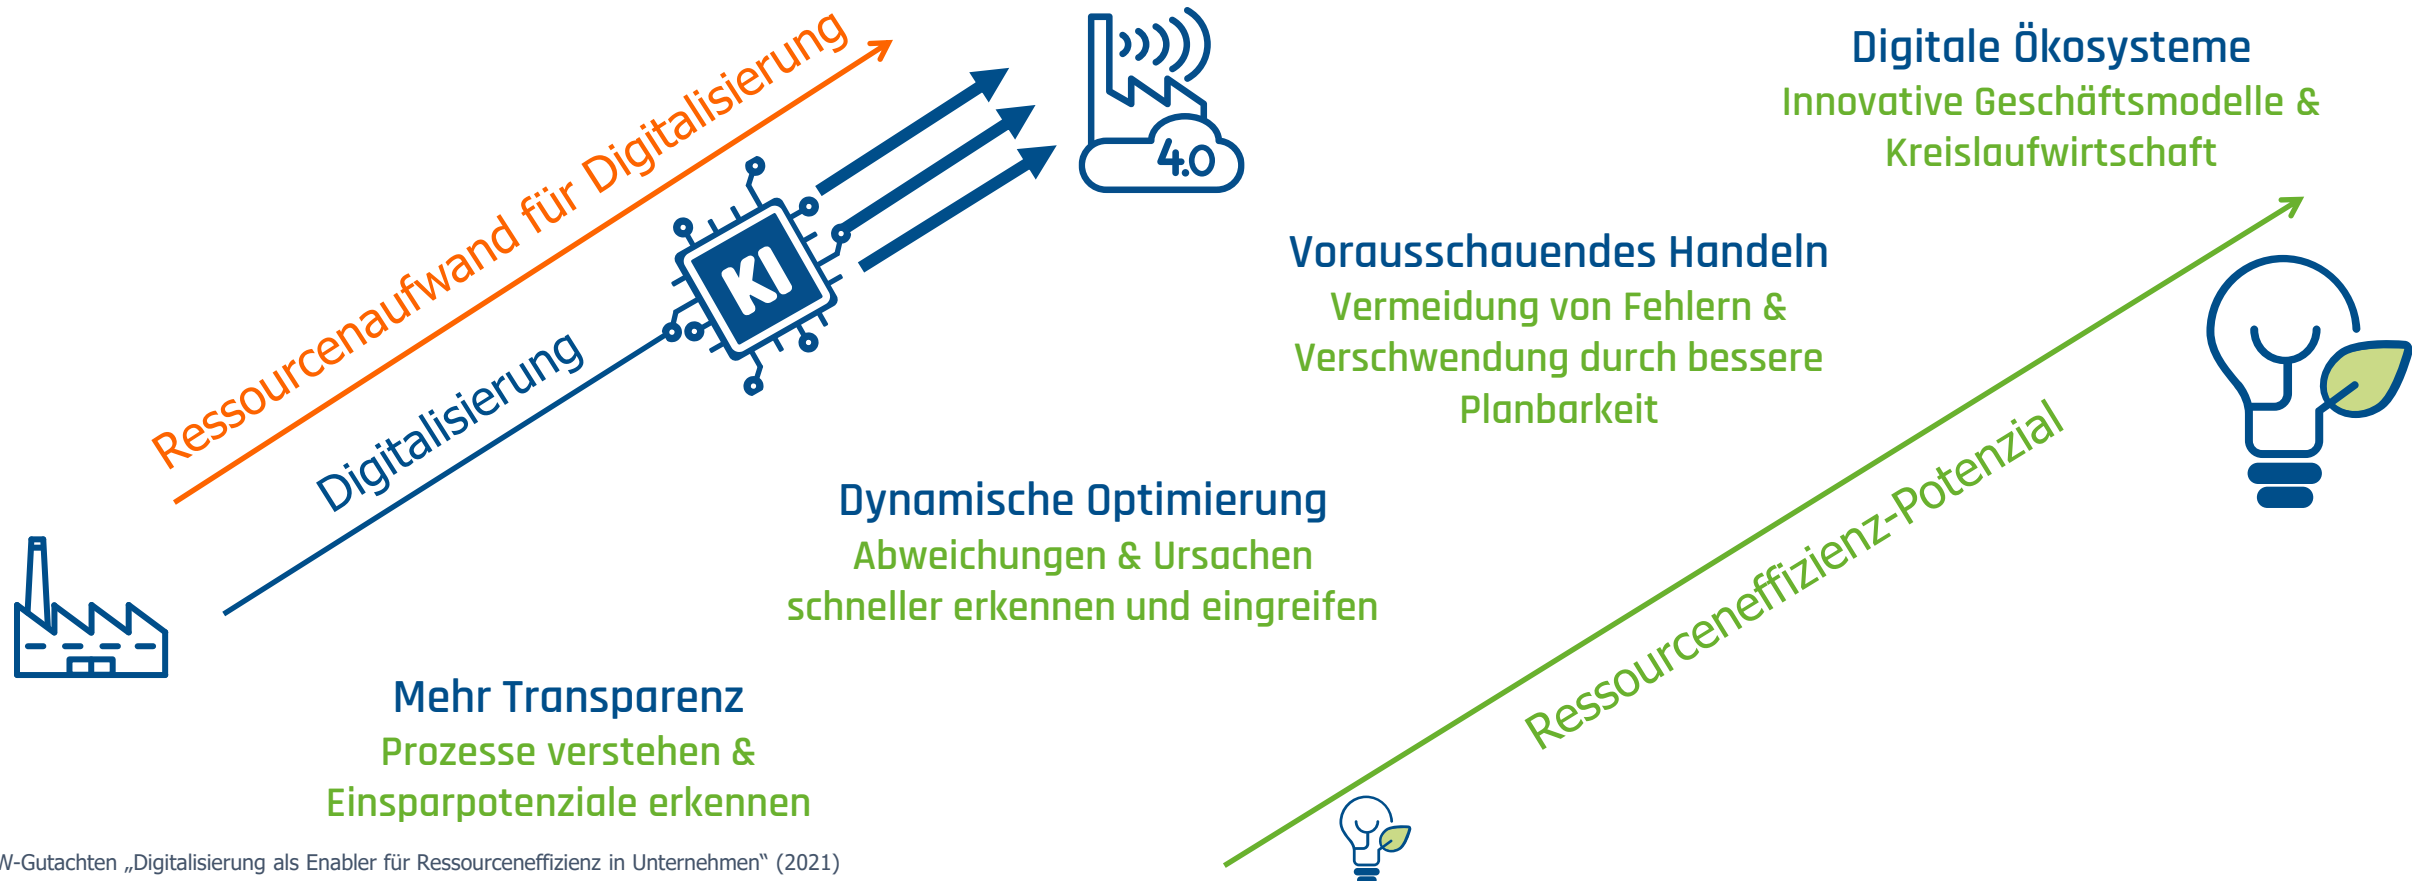 Ressourcenaufwand für Digitalisierung
Digitalisierung
KI
4.0
Digitale Ökosysteme
Innovative Geschäftsmodelle &
Kreislaufwirtschaft
Vorausschauendes Handeln
Vermeidung von Fehlern &
Verschwendung durch bessere
Planbarkeit
Dynamische Optimierung
Abweichungen & Ursachen
schneller erkennen und eingreifen
Mehr Transparenz
Prozesse verstehen &
Einsparpotenziale erkennen
Ressourceneffizienz-Potenzial
W-Gutachten „Digitalisierung als Enabler für Ressourceneffizienz in Unternehmen“ (2021)